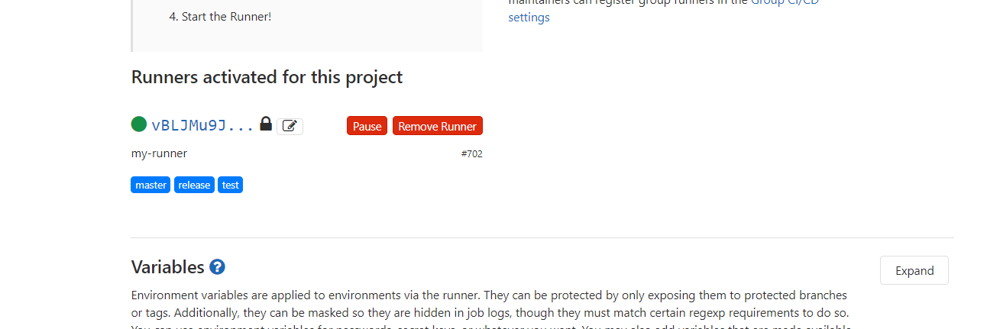 maintainers can register group runners in the Group CI/CD
4. Start the Runner!
settings
Runners activated for this project
vBLJMu9J...
Pause
Remove Runner
my-runner
#702
master
release
test
Variables ?
Expand
Environment variables are applied to environments via the runner. They can be protected by only exposing them to protected branches
or tags. Additionally, they can be masked so they are hidden in job logs, though they must match certain regexp requirements to do so.
You can use environment variables for passwords, secret keys, or whatever you want. You may also add variables that are made available